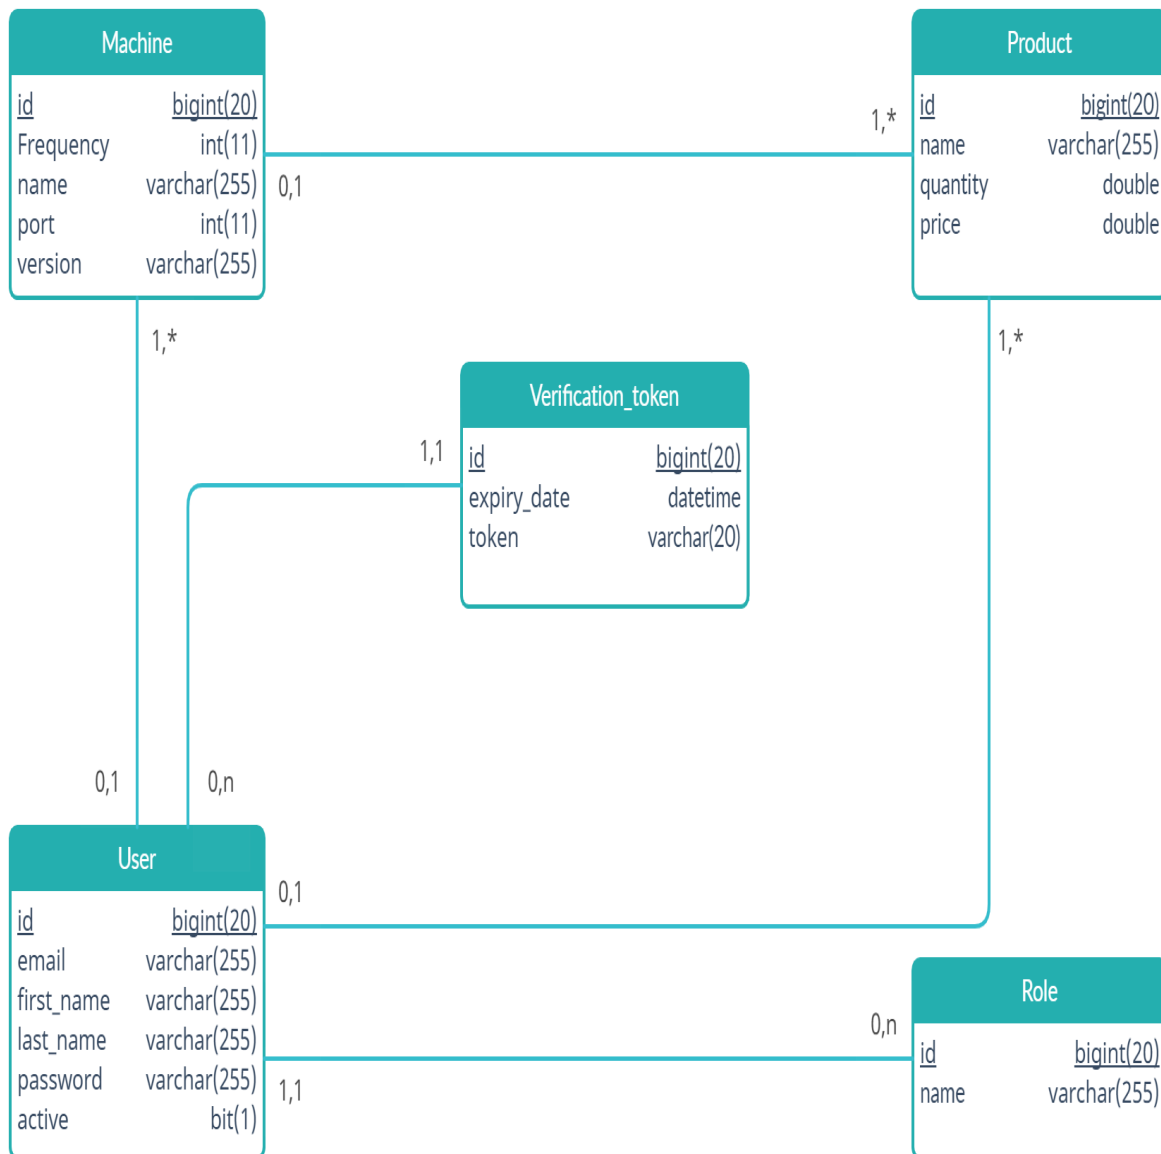 Machine
id bigint(20)
Frequency int(11)
name varchar(255)
port int(11)
version varchar(255)
Product
id bigint(20)
name varchar(255)
quantity double
price double
1,*
0,1
1,*
1,*
Verification_token
id bigint(20)
expiry_date datetime
token varchar(20)
1,1
0,1
0,n
User
id bigint(20)
email varchar(255)
first_name varchar(255)
last_name varchar(255)
password varchar(255)
active bit(1)
0,1
0,n
1,1
Role
id bigint(20)
name varchar(255)